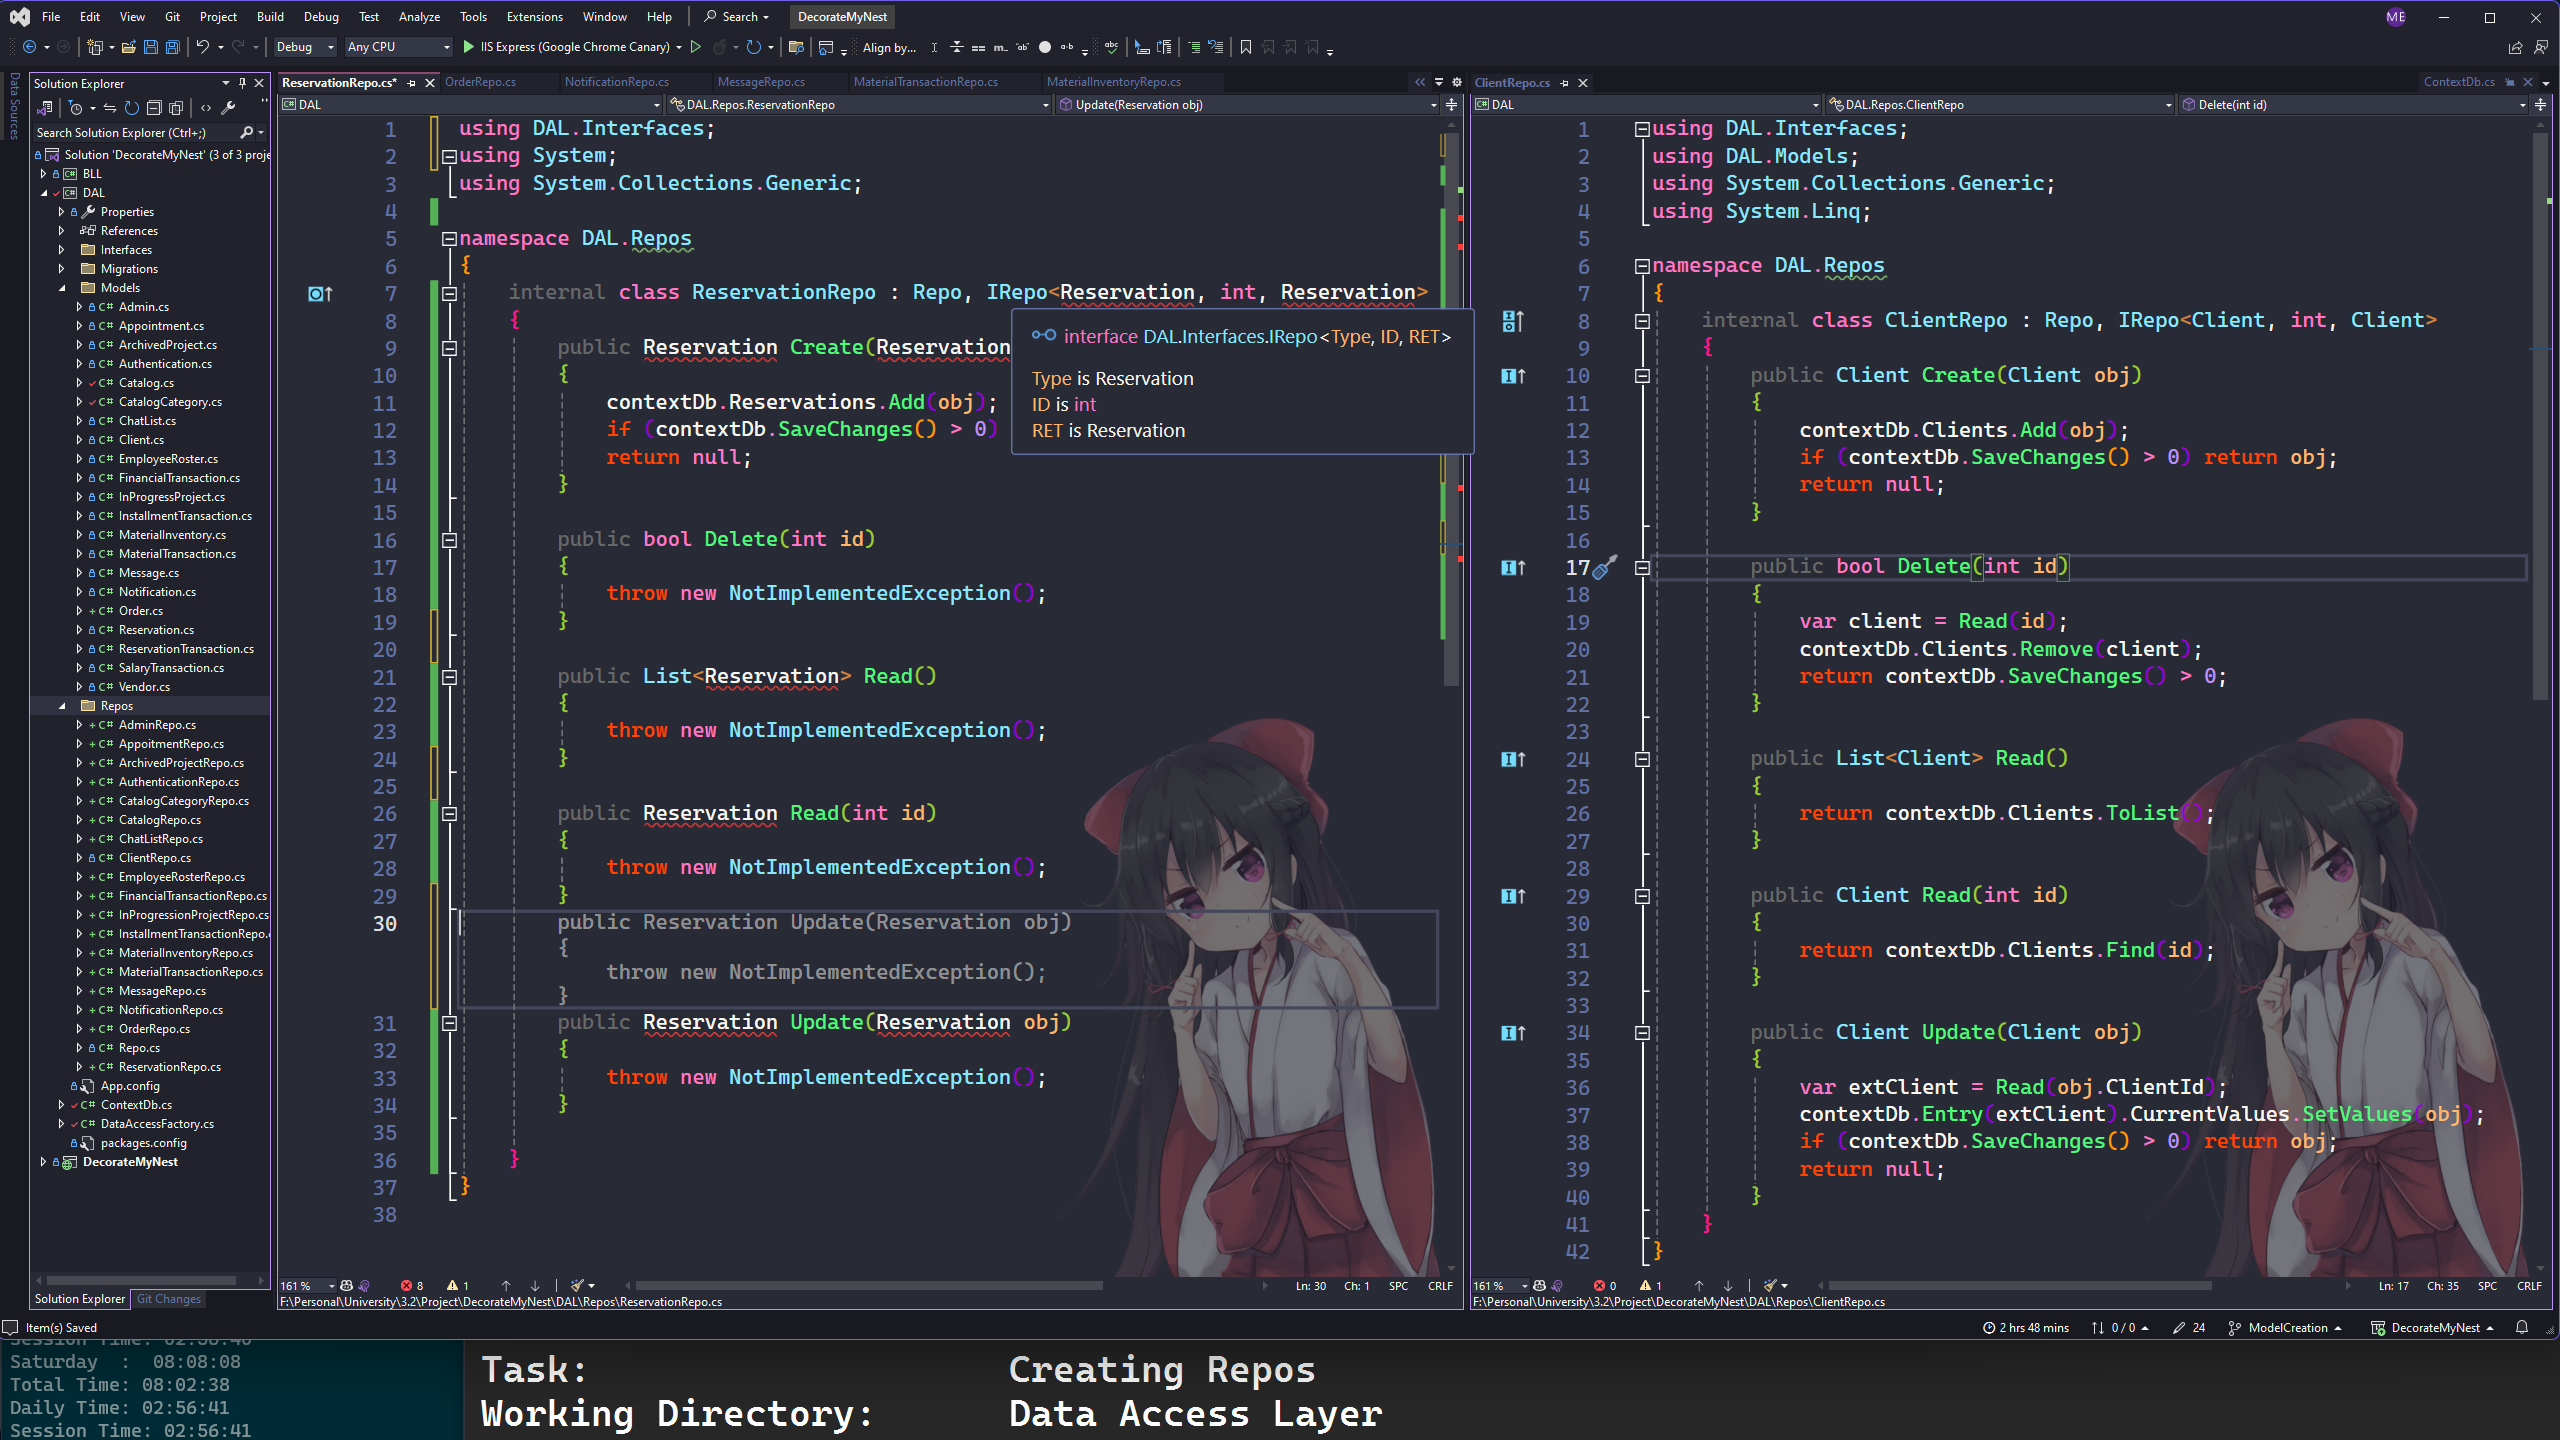 File Edit View Git Project Build Debug Test Analyze Tools Extensions Window Help Search DecorateMyNest ME
Debug Any CPU IIS Express (Google Chrome Canary) Align by...
Data Sources
Solution Explorer
Search Solution Explorer (Ctrl+;)
Solution 'DecorateMyNest' (3 of 3 proje
BLL
DAL
Properties
References
Interfaces
Migrations
Models
C# Admin.cs
C# Appointment.cs
C# ArchivedProject.cs
C# Authentication.cs
C# Catalog.cs
C# CatalogCategory.cs
C# ChatList.cs
C# Client.cs
C# EmployeeRoster.cs
C# FinancialTransaction.cs
C# InProgressProject.cs
C# InstallmentTransaction.cs
C# MaterialInventory.cs
C# MaterialTransaction.cs
C# Message.cs
C# Notification.cs
C# Order.cs
C# Reservation.cs
C# ReservationTransaction.cs
C# SalaryTransaction.cs
C# Vendor.cs
Repos
C# AdminRepo.cs
C# AppoitmentRepo.cs
C# ArchivedProjectRepo.cs
C# AuthenticationRepo.cs
C# CatalogCategoryRepo.cs
C# CatalogRepo.cs
C# ChatListRepo.cs
C# ClientRepo.cs
C# EmployeeRosterRepo.cs
C# FinancialTransactionRepo.cs
C# InProgressionProjectRepo.cs
C# InstallmentTransactionRepo.
C# MaterialInventoryRepo.cs
C# MaterialTransactionRepo.cs
C# MessageRepo.cs
C# NotificationRepo.cs
C# OrderRepo.cs
C# Repo.cs
C# ReservationRepo.cs
App.config
C# ContextDb.cs
C# DataAccessFactory.cs
packages.config
DecorateMyNest
Solution Explorer Git Changes
ReservationRepo.cs* OrderRepo.cs NotificationRepo.cs MessageRepo.cs MaterialTransactionRepo.cs MaterialInventoryRepo.cs
DAL DAL.Repos.ReservationRepo Update(Reservation obj)
1 using DAL.Interfaces;
2 using System;
3 using System.Collections.Generic;
4
5 namespace DAL.Repos
6 {
7 internal class ReservationRepo : Repo, IRepo<Reservation, int, Reservation>
8 {
9 public Reservation Create(Reservation
10 {
11 contextDb.Reservations.Add(obj);
12 if (contextDb.SaveChanges() > 0)
13 return null;
14 }
15
16 public bool Delete(int id)
17 {
18 throw new NotImplementedException();
19 }
20
21 public List<Reservation> Read()
22 {
23 throw new NotImplementedException();
24 }
25
26 public Reservation Read(int id)
27 {
28 throw new NotImplementedException();
29 }
30 public Reservation Update(Reservation obj)
{
throw new NotImplementedException();
}
31 public Reservation Update(Reservation obj)
32 {
33 throw new NotImplementedException();
34 }
35
36 }
37 }
38
interface DAL.Interfaces.IRepo<Type, ID, RET>
Type is Reservation
ID is int
RET is Reservation
161 % 8 1 Ln: 30 Ch: 1 SPC CRLF
F:\Personal\University\3.2\Project\DecorateMyNest\DAL\Repos\ReservationRepo.cs
ClientRepo.cs ContextDb.cs
DAL DAL.Repos.ClientRepo Delete(int id)
1 using DAL.Interfaces;
2 using DAL.Models;
3 using System.Collections.Generic;
4 using System.Linq;
5
6 namespace DAL.Repos
7 {
8 internal class ClientRepo : Repo, IRepo<Client, int, Client>
9 {
10 public Client Create(Client obj)
11 {
12 contextDb.Clients.Add(obj);
13 if (contextDb.SaveChanges() > 0) return obj;
14 return null;
15 }
16
17 public bool Delete(int id)
18 {
19 var client = Read(id);
20 contextDb.Clients.Remove(client);
21 return contextDb.SaveChanges() > 0;
22 }
23
24 public List<Client> Read()
25 {
26 return contextDb.Clients.ToList();
27 }
28
29 public Client Read(int id)
30 {
31 return contextDb.Clients.Find(id);
32 }
33
34 public Client Update(Client obj)
35 {
36 var extClient = Read(obj.ClientId);
37 contextDb.Entry(extClient).CurrentValues.SetValues(obj);
38 if (contextDb.SaveChanges() > 0) return obj;
39 return null;
40 }
41 }
42 }
161 % 0 1 Ln: 17 Ch: 35 SPC CRLF
F:\Personal\University\3.2\Project\DecorateMyNest\DAL\Repos\ClientRepo.cs
Item(s) Saved 2 hrs 48 mins 0 / 0 24 ModelCreation DecorateMyNest
Saturday : 08:08:08
Total Time: 08:02:38
Daily Time: 02:56:41
Session Time: 02:56:41
Task: Creating Repos
Working Directory: Data Access Layer